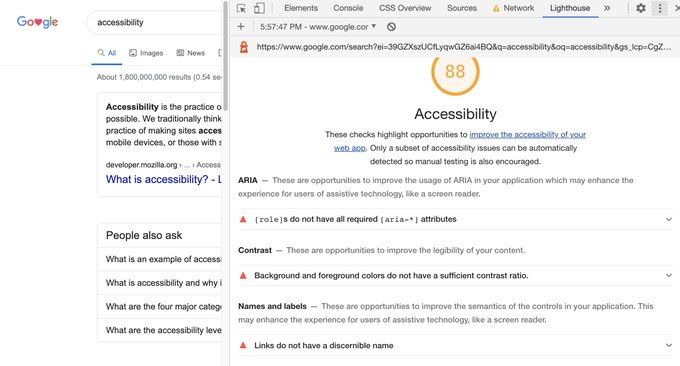 Elements Console CSS Overview Sources Network Lighthouse »
5:57:47 PM - www.google.cor
https://www.google.com/search?ei=39GZXszUCfLyqwGZ6ai4BQ&q=accessibility&oq=accessibility&gs_lcp=CgZ…
Google
accessibility
All Images News
About 1,800,000,000 results (0.54 se
Accessibility is the practice o
possible. We traditionally think
practice of making sites acces
mobile devices, or those with s
developer.mozilla.org › ... › Access
What is accessibility? - L
People also ask
What is an example of access
What is accessibility and why i
What are the four major catego
What are the accessibility leve
88
Accessibility
These checks highlight opportunities to improve the accessibility of your
web app. Only a subset of accessibility issues can be automatically
detected so manual testing is also encouraged.
ARIA — These are opportunities to improve the usage of ARIA in your application which may enhance the
experience for users of assistive technology, like a screen reader.
[role]s do not have all required [aria-*] attributes
Contrast — These are opportunities to improve the legibility of your content.
Background and foreground colors do not have a sufficient contrast ratio.
Names and labels — These are opportunities to improve the semantics of the controls in your application. This
may enhance the experience for users of assistive technology, like a screen reader.
Links do not have a discernible name